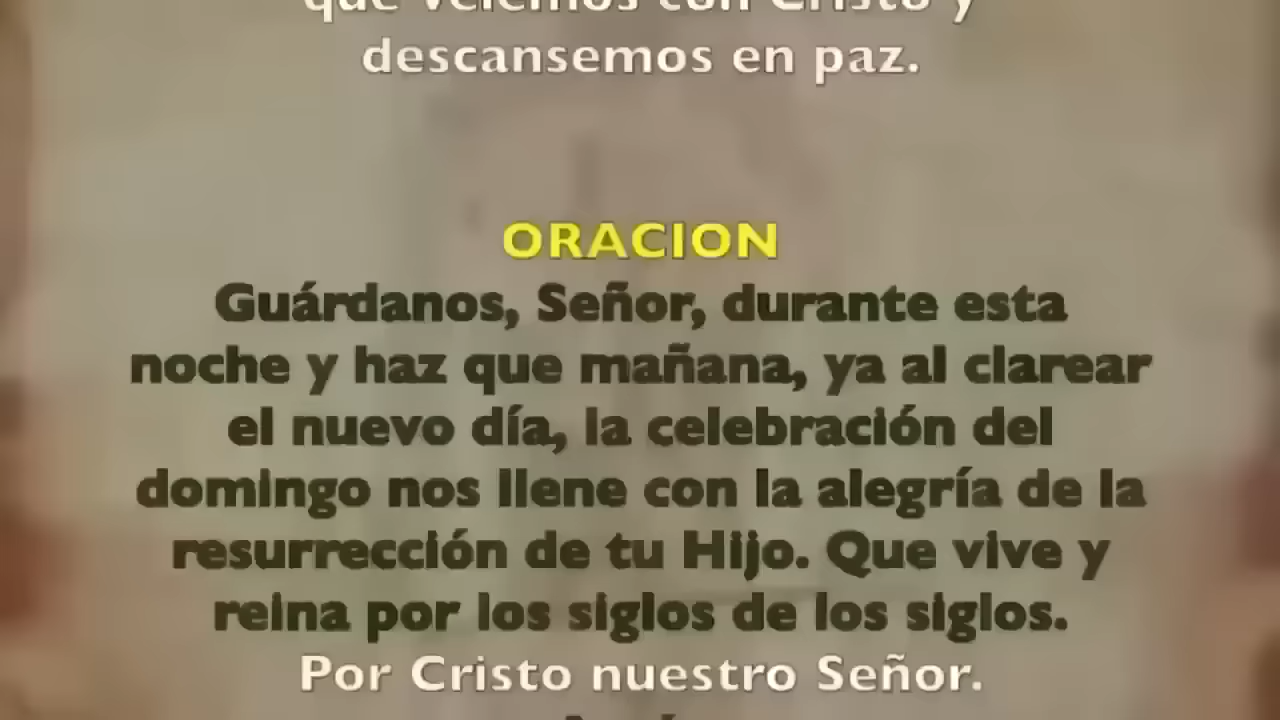 que velemos con Cristo y
descansemos en paz.
ORACION
Guárdanos, Señor, durante esta
noche y haz que mañana, ya al clarear
el nuevo día, la celebración del
domingo nos llene con la alegría de la
resurrección de tu Hijo. Que vive y
reina por los siglos de los siglos.
Por Cristo nuestro Señor.